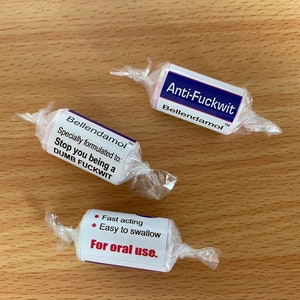 Anti-Fuckwit
Bellendamol™
Bellendamol™
Specially formulated to:
Stop you being a
DUMB FUCKWIT
• Fast acting
• Easy to swallow
For oral use.